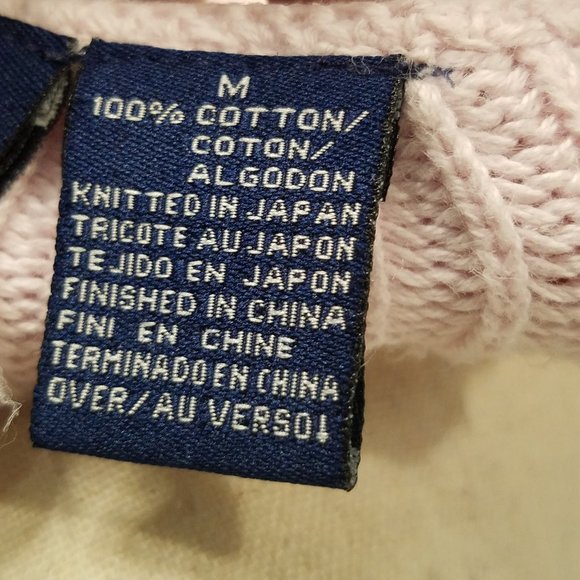 M
100% COTTON/
COTON/
ALGODON
KNITTED IN JAPAN
TRICOTE AU JAPON
TEJIDO EN JAPON
FINISHED IN CHINA
FINI EN CHINE
TERMINADO EN CHINA
OVER/AU VERSO↓